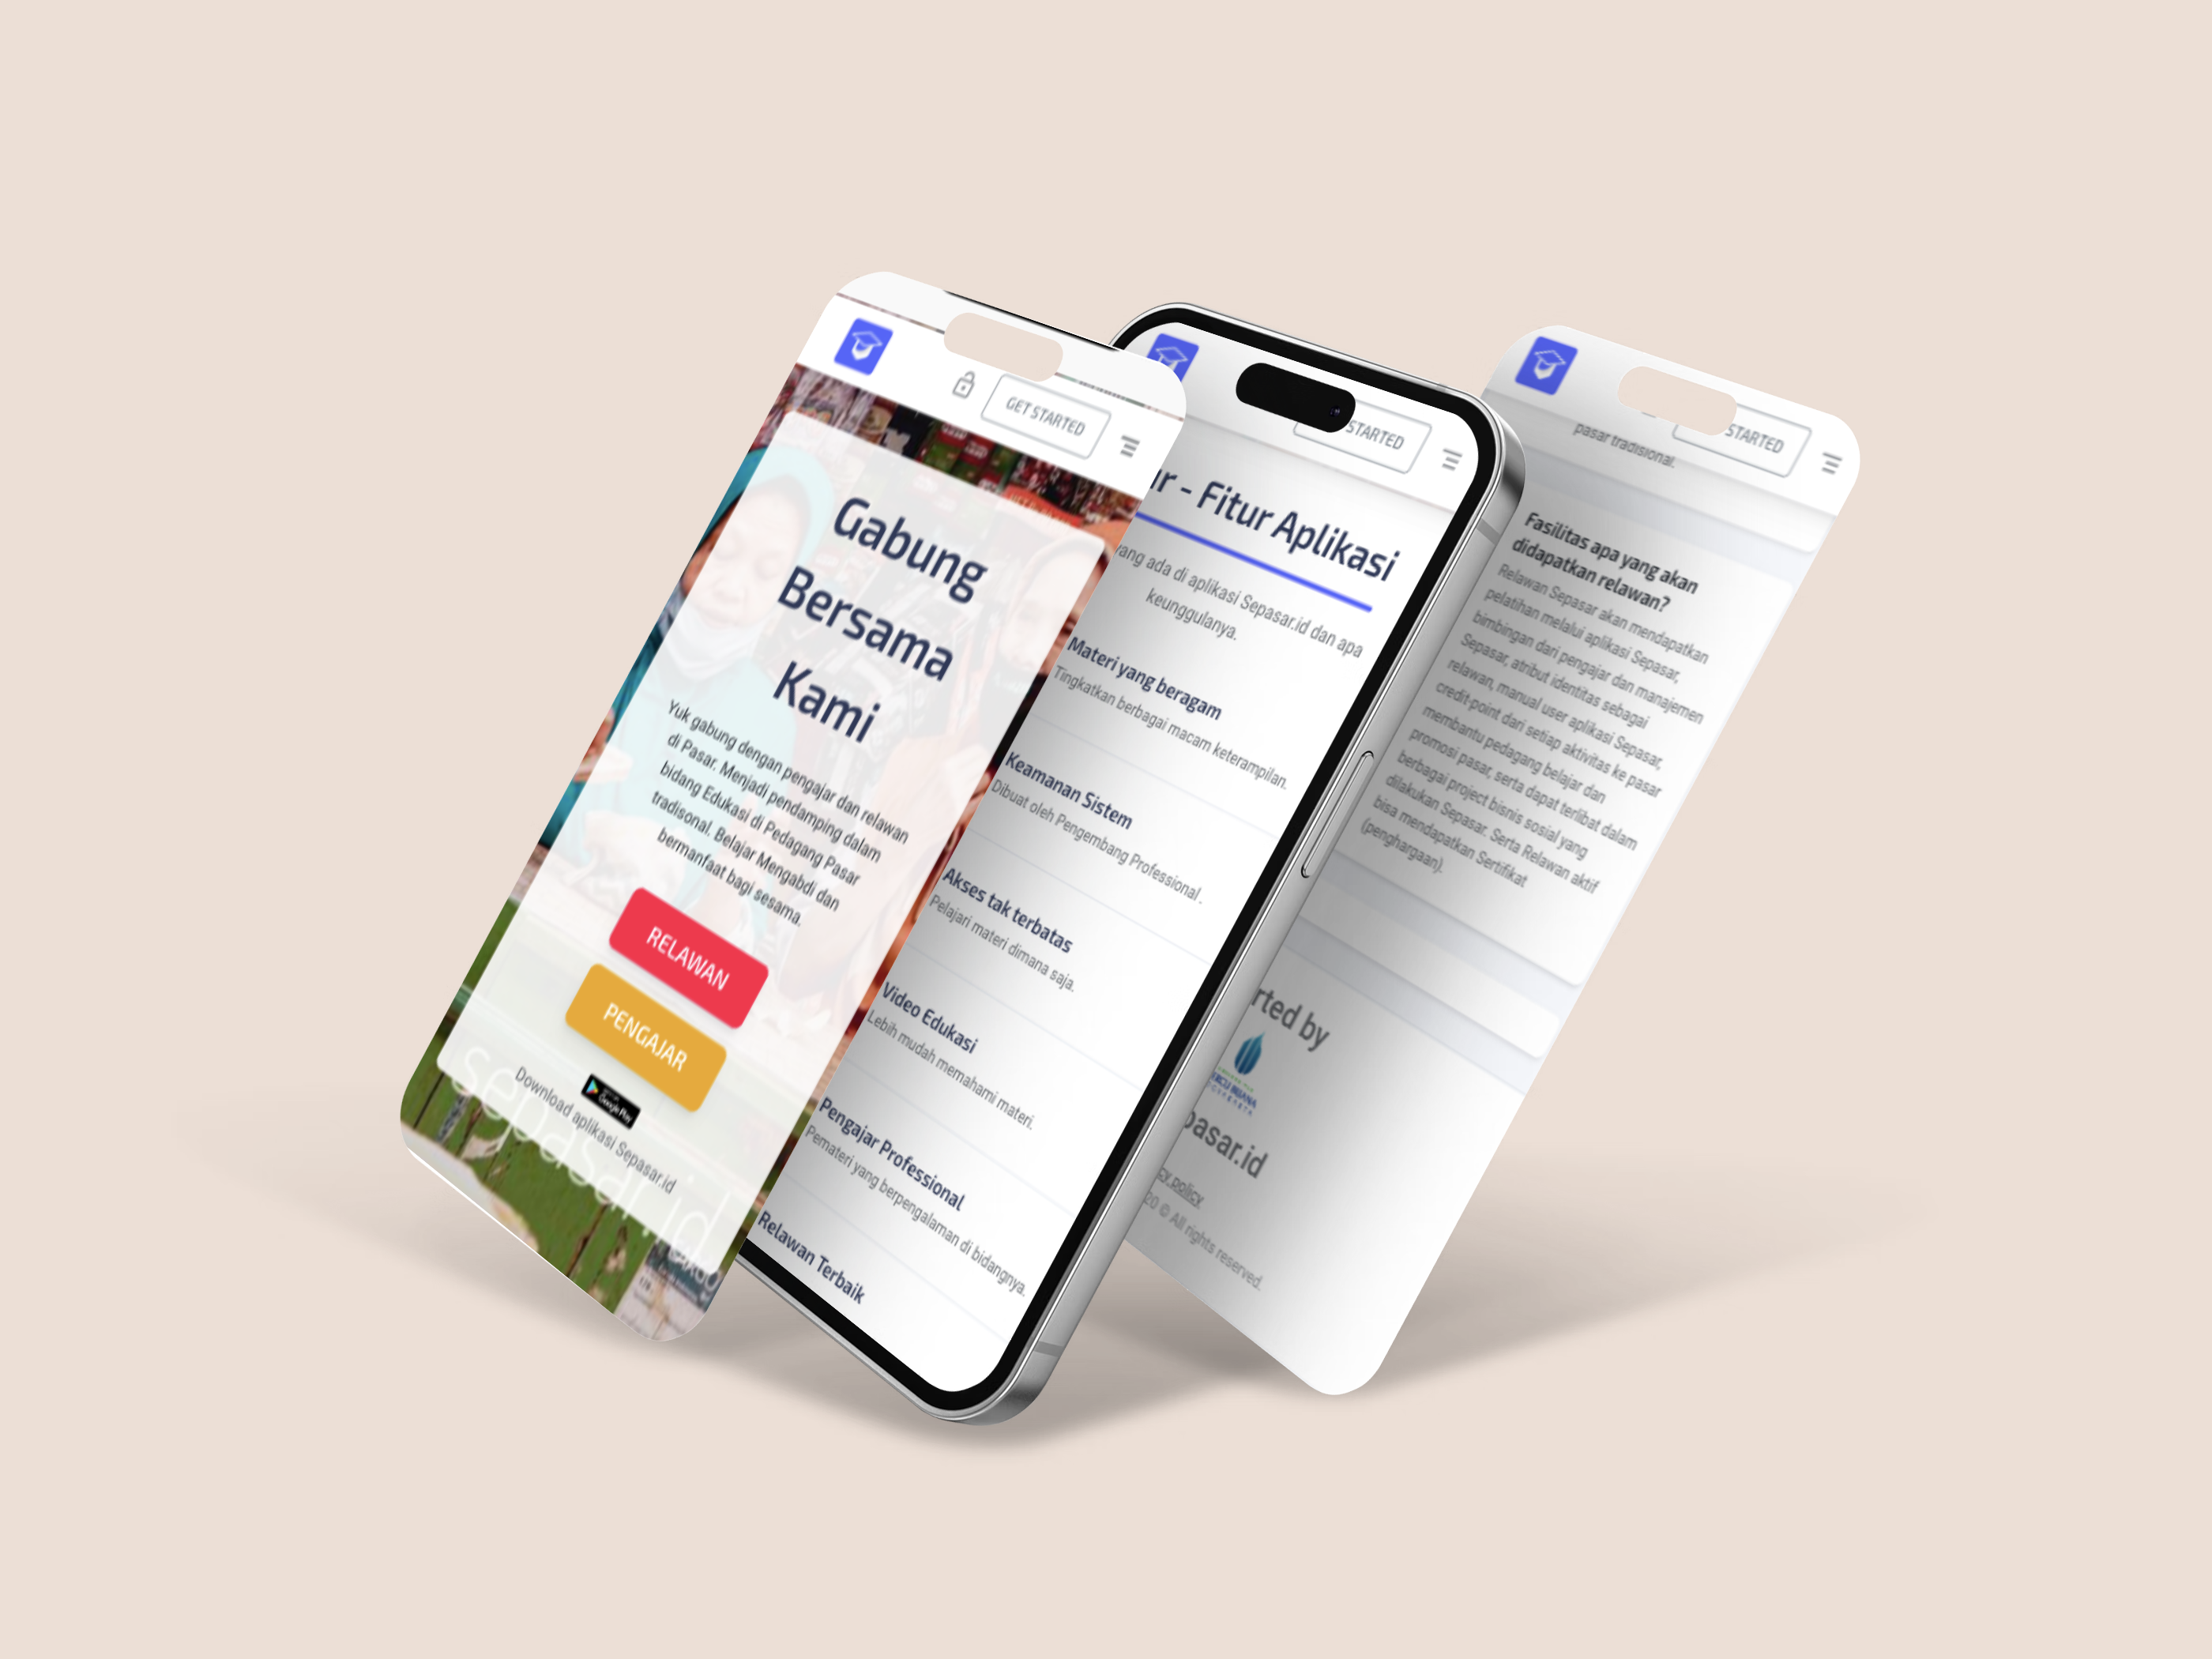 GET STARTED
Gabung
Bersama
Kami
Yuk gabung dengan pengajar dan relawan
di Pasar. Menjadi pendamping dalam
bidang Edukasi di Pedagang Pasar
tradisonal. Belajar Mengabdi dan
bermanfaat bagi sesama.
RELAWAN
PENGAJAR
Google Play
Download aplikasi Sepasar.id
sepasar.id
STARTED
ur - Fitur Aplikasi
yang ada di aplikasi Sepasar.id dan apa
keunggulanya.
Materi yang beragam
Tingkatkan berbagai macam keterampilan.
Keamanan Sistem
Dibuat oleh Pengembang Professional.
Akses tak terbatas
Pelajari materi dimana saja.
Video Edukasi
Lebih mudah memahami materi.
Pengajar Professional
Pemateri yang berpengalaman di bidangnya.
Relawan Terbaik
STARTED
pasar tradisional.
Fasilitas apa yang akan
didapatkan relawan?
Relawan Sepasar akan mendapatkan
pelatihan melalui aplikasi Sepasar,
bimbingan dari pengajar dan manajemen
Sepasar, atribut identitas sebagai
relawan, manual user aplikasi Sepasar,
credit-point dari setiap aktivitas ke pasar
membantu pedagang belajar dan
promosi pasar, serta dapat terlibat dalam
berbagai project bisnis sosial yang
dilakukan Sepasar. Serta Relawan aktif
bisa mendapatkan Sertifikat
(penghargaan).
rted by
ERCU BUANA
pasar.id
cy policy
20 © All rights reserved.